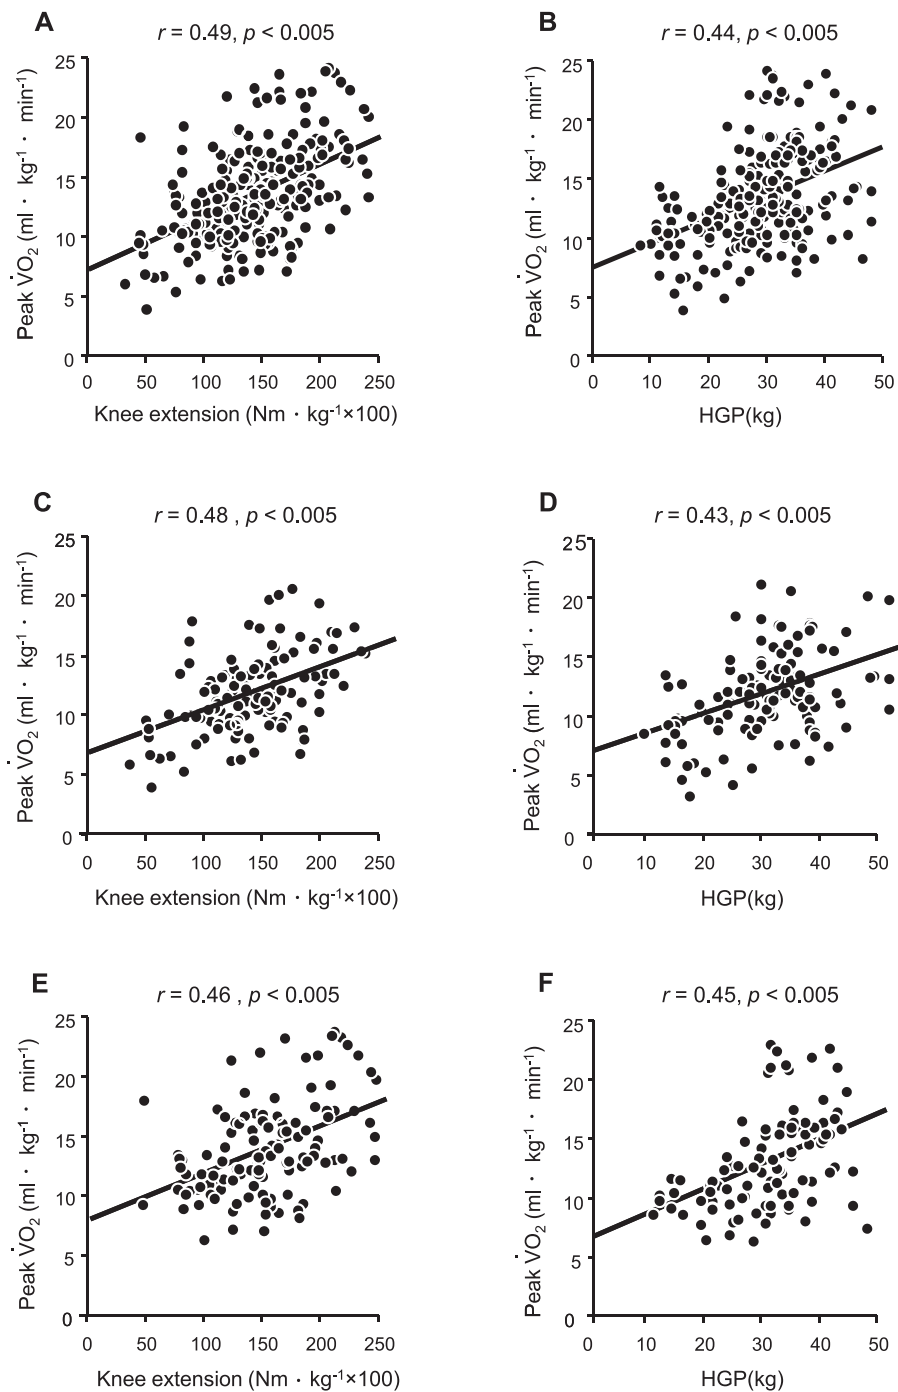 A
r = 0.49, p < 0.005
Peak V̇O₂ (ml · kg⁻¹ · min⁻¹)
25
20
15
10
5
0
0 50 100 150 200 250
Knee extension (Nm · kg⁻¹×100)
B
r = 0.44, p < 0.005
Peak V̇O₂ (ml · kg⁻¹ · min⁻¹)
25
20
15
10
5
0
0 10 20 30 40 50
HGP(kg)
C
r = 0.48 , p < 0.005
Peak V̇O₂ (ml · kg⁻¹ · min⁻¹)
25
20
15
10
5
0
0 50 100 150 200 250
Knee extension (Nm · kg⁻¹×100)
D
r = 0.43, p < 0.005
Peak V̇O₂ (ml · kg⁻¹ · min⁻¹)
25
20
15
10
5
0
0 10 20 30 40 50
HGP(kg)
E
r = 0.46 , p < 0.005
Peak V̇O₂ (ml · kg⁻¹ · min⁻¹)
25
20
15
10
5
0
0 50 100 150 200 250
Knee extension (Nm · kg⁻¹×100)
F
r = 0.45, p < 0.005
Peak V̇O₂ (ml · kg⁻¹ · min⁻¹)
25
20
15
10
5
0
0 10 20 30 40 50
HGP(kg)